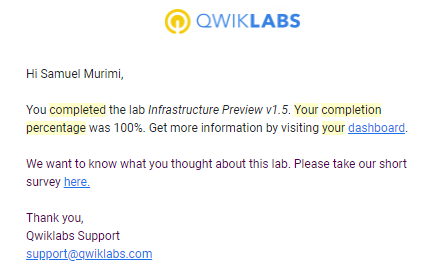 QWIKLABS
Hi Samuel Murimi,
You completed the lab Infrastructure Preview v1.5. Your completion
percentage was 100%. Get more information by visiting your dashboard.
We want to know what you thought about this lab. Please take our short
survey here.
Thank you,
Qwiklabs Support
support@qwiklabs.com